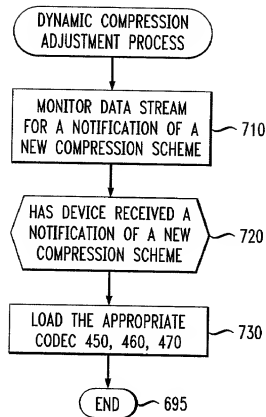 DYNAMIC COMPRESSION
ADJUSTMENT PROCESS
MONITOR DATA STREAM
FOR A NOTIFICATION OF A
NEW COMPRESSION SCHEME
710
HAS DEVICE RECEIVED A
NOTIFICATION OF A NEW
COMPRESSION SCHEME
720
LOAD THE APPROPRIATE
CODEC 450, 460, 470
730
END
695